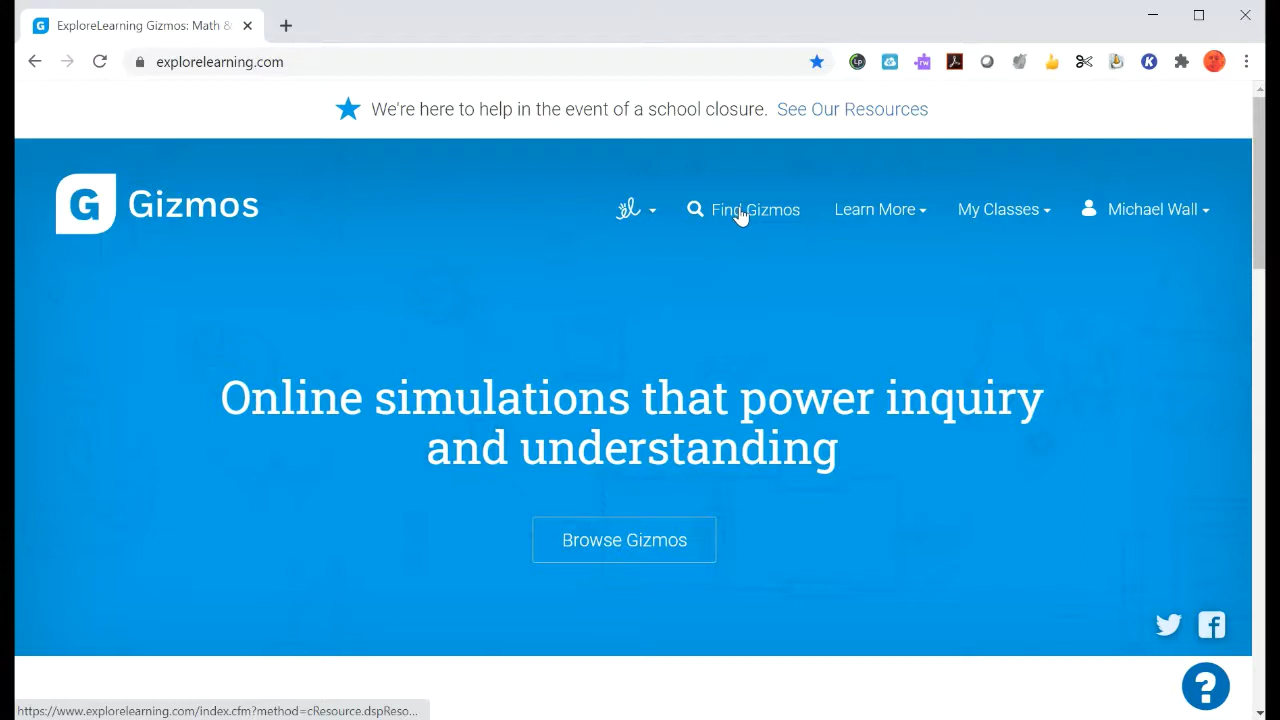 ExploreLearning Gizmos: Math &
explorelearning.com
We're here to help in the event of a school closure. See Our Resources
G Gizmos
el Find Gizmos Learn More My Classes Michael Wall
Online simulations that power inquiry
and understanding
Browse Gizmos
https://www.explorelearning.com/index.cfm?method=cResource.dspReso...